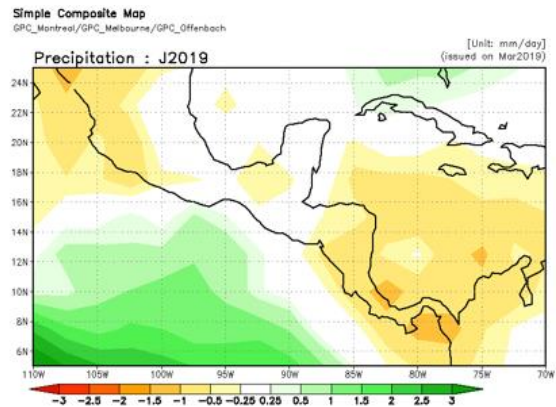 Simple Composite Map
GPC_Montreal/GPC_Melbourne/GPC_Offenbach
[Unit: mm/day]
Precipitation : J2019
(issued on Mar2019)
24N
22N
20N
18N
16N
14N
12N
10N
8N
6N
110W 105W 100W 95W 90W 85W 80W 75W 70W
-3 -2.5 -2 -1.5 -1 -0.5 -0.25 0.25 0.5 1 1.5 2 2.5 3